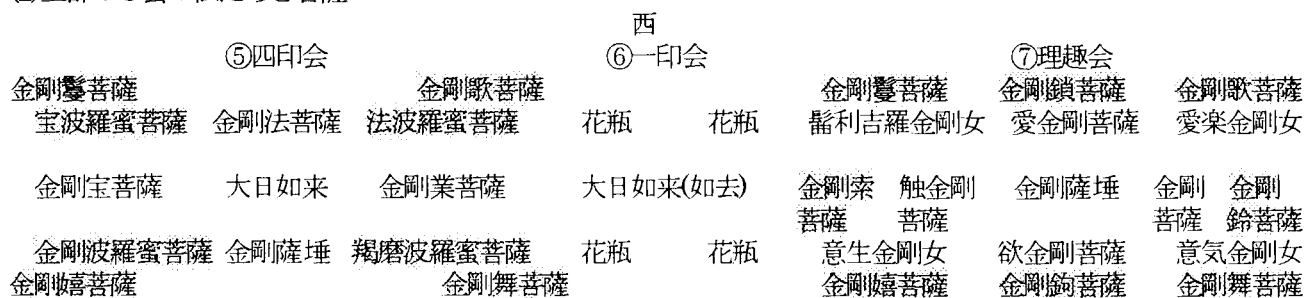 西
⑤四印会 ⑥一印会 ⑦理趣会
金剛鬘菩薩 金剛歌菩薩 金剛鬘菩薩 金剛鎖菩薩 金剛歌菩薩
宝波羅蜜菩薩 金剛法菩薩 法波羅蜜菩薩 花瓶 花瓶 髷利吉羅金剛女 愛金剛菩薩 愛楽金剛女
金剛宝菩薩 大日如来 金剛業菩薩 大日如来(如去) 金剛索 触金剛 金剛薩埵 金剛 金剛
菩薩 菩薩 菩薩 鈴菩薩
金剛波羅蜜菩薩 金剛薩埵 羯磨波羅蜜菩薩 花瓶 花瓶 意生金剛女 欲金剛菩薩 意気金剛女
金剛嬉菩薩 金剛舞菩薩 金剛嬉菩薩 金剛鉤菩薩 金剛舞菩薩